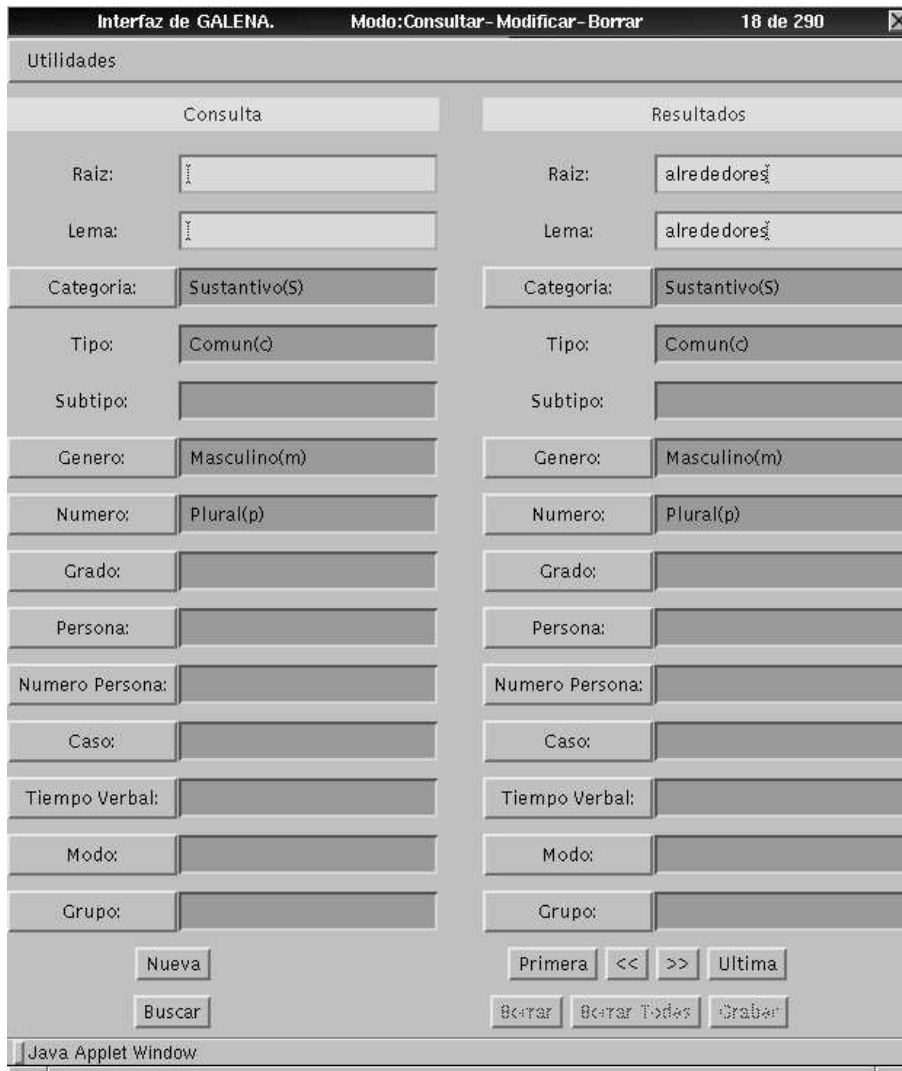 Interfaz de GALENA. Modo:Consultar-Modificar-Borrar 18 de 290
Utilidades
Consulta Resultados
Raiz: Raiz: alrededores
Lema: Lema: alrededores
Categoria: Sustantivo(S) Categoria: Sustantivo(S)
Tipo: Comun(c) Tipo: Comun(c)
Subtipo: Subtipo:
Genero: Masculino(m) Genero: Masculino(m)
Numero: Plural(p) Numero: Plural(p)
Grado: Grado:
Persona: Persona:
Numero Persona: Numero Persona:
Caso: Caso:
Tiempo Verbal: Tiempo Verbal:
Modo: Modo:
Grupo: Grupo:
Nueva Primera << >> Ultima
Buscar Borrar Borrar Todas Grabar
Java Applet Window